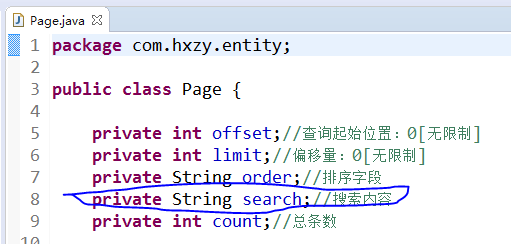 Page.java
1 package com.hxzy.entity;
2
3 public class Page {
4
5 private int offset;//查询起始位置：0[无限制]
6 private int limit;//偏移量：0[无限制]
7 private String order;//排序字段
8 private String search;//搜索内容
9 private int count;//总条数